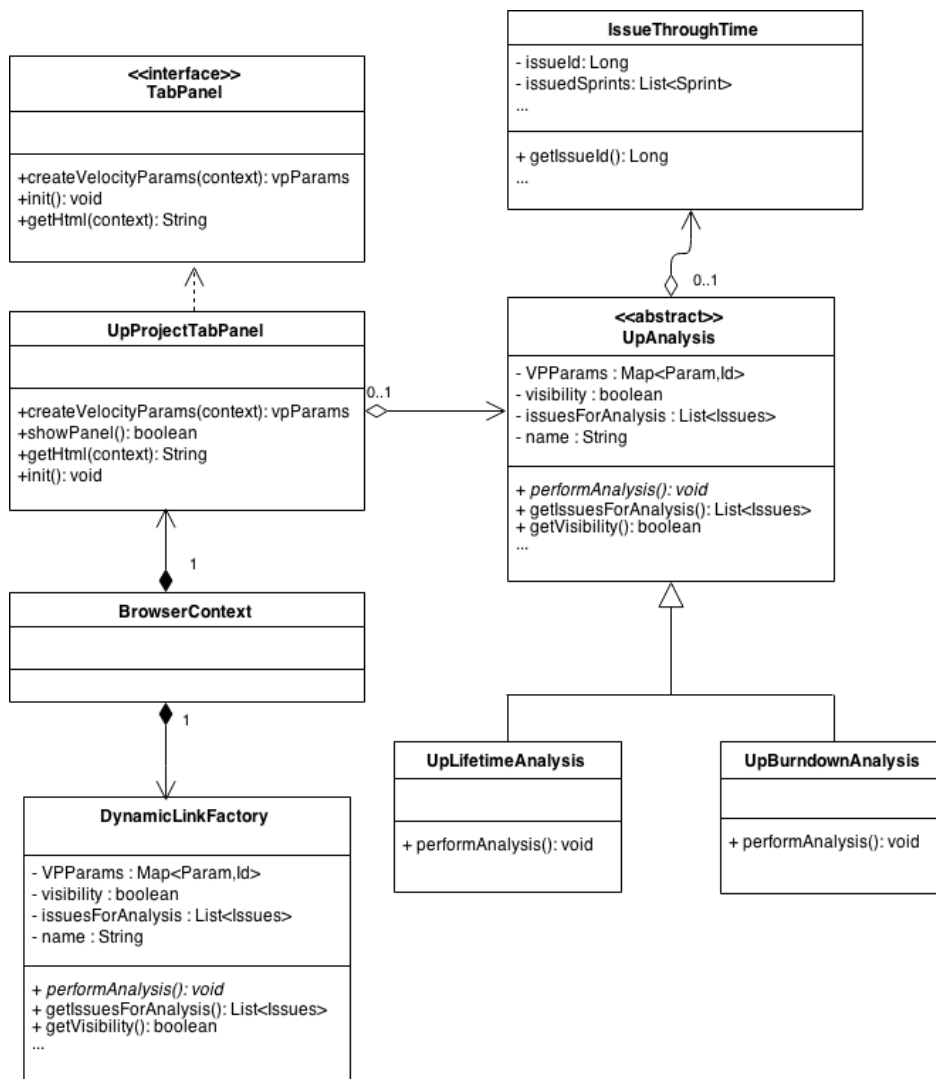 <<interface>>
TabPanel
+createVelocityParams(context): vpParams
+init(): void
+getHtml(context): String
IssueThroughTime
- issueId: Long
- issuedSprints: List<Sprint>
...
+ getIssueId(): Long
...
0..1
UpProjectTabPanel
+createVelocityParams(context): vpParams
+showPanel(): boolean
+getHtml(context): String
+init(): void
0..1
<<abstract>>
UpAnalysis
- VPParams : Map<Param,Id>
- visibility : boolean
- issuesForAnalysis : List<Issues>
- name : String
+ performAnalysis(): void
+ getIssuesForAnalysis(): List<Issues>
+ getVisibility(): boolean
...
1
BrowserContext
1
DynamicLinkFactory
- VPParams : Map<Param,Id>
- visibility : boolean
- issuesForAnalysis : List<Issues>
- name : String
+ performAnalysis(): void
+ getIssuesForAnalysis(): List<Issues>
+ getVisibility(): boolean
...
UpLifetimeAnalysis
+ performAnalysis(): void
UpBurndownAnalysis
+ performAnalysis(): void